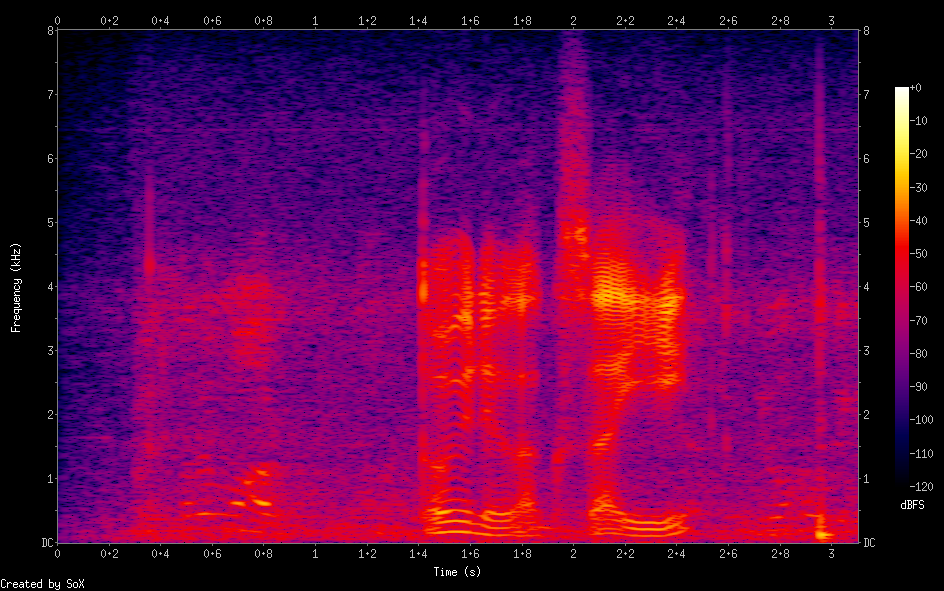 0 0+2 0+4 0+6 0+8 1 1+2 1+4 1+6 1+8 2 2+2 2+4 2+6 2+8 3
8 8 +0
7 7 -10
6 6 -20
5 5 -30
4 4 -40
3 3 -50
2 2 -60
1 1 -70
DC DC -80
-90
-100
-110
-120
dBFS
Frequency (kHz)
0 0+2 0+4 0+6 0+8 1 1+2 1+4 1+6 1+8 2 2+2 2+4 2+6 2+8 3
Time (s)
Created by SoX